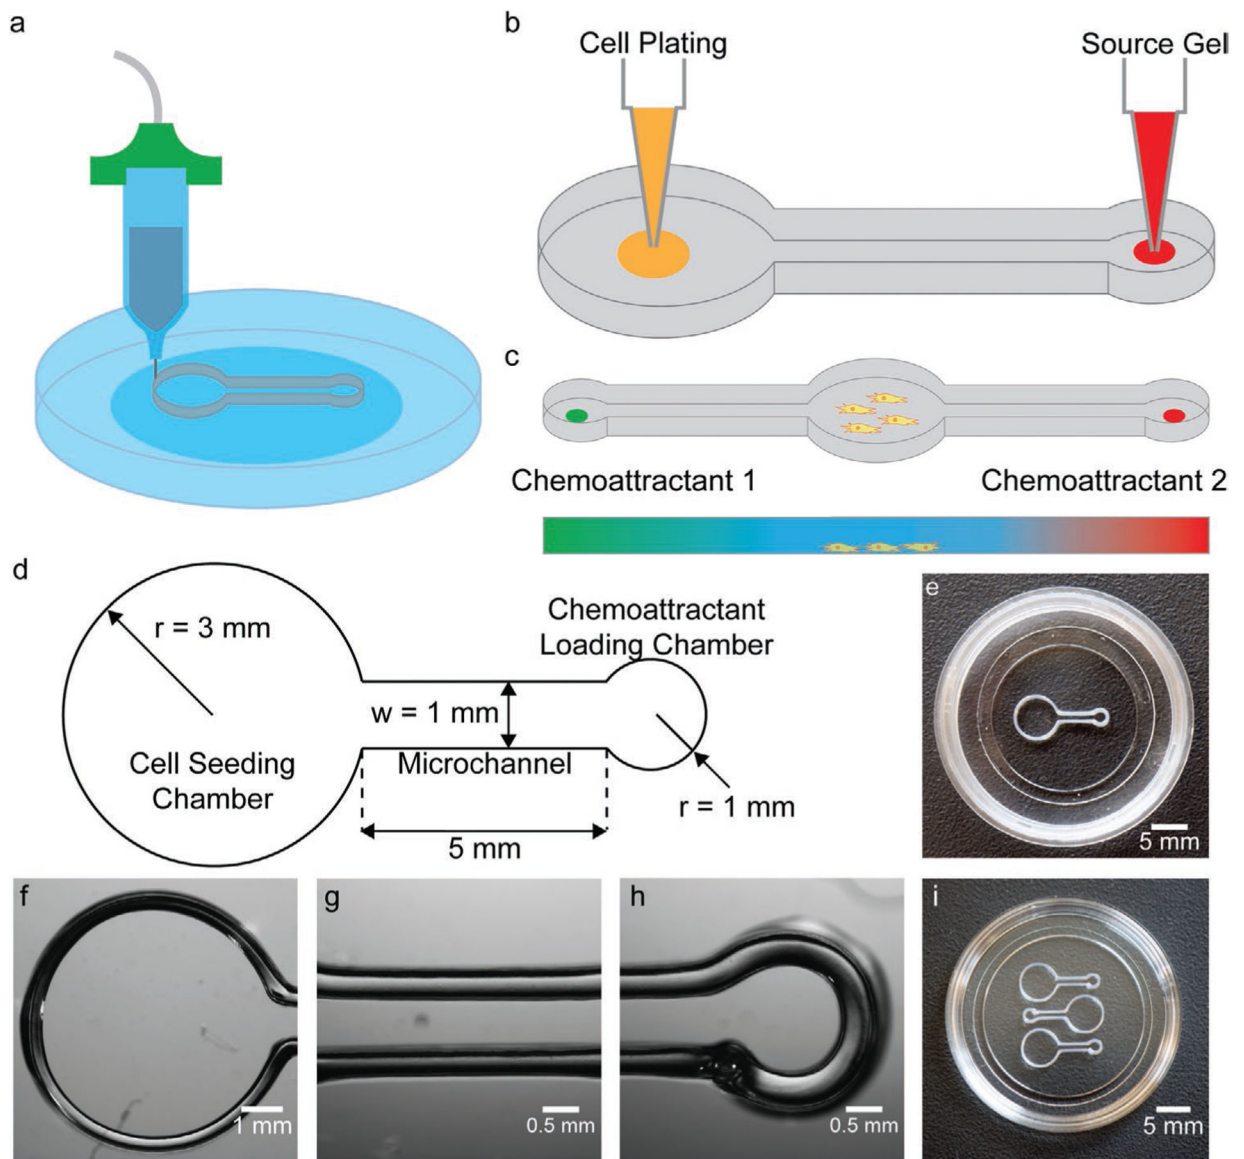 a
b
Cell Plating
Source Gel
c
Chemoattractant 1
Chemoattractant 2
d
r = 3 mm
Chemoattractant
Loading Chamber
w = 1 mm
Cell Seeding
Chamber
Microchannel
r = 1 mm
5 mm
e
5 mm
f
1 mm
g
0.5 mm
h
0.5 mm
i
5 mm